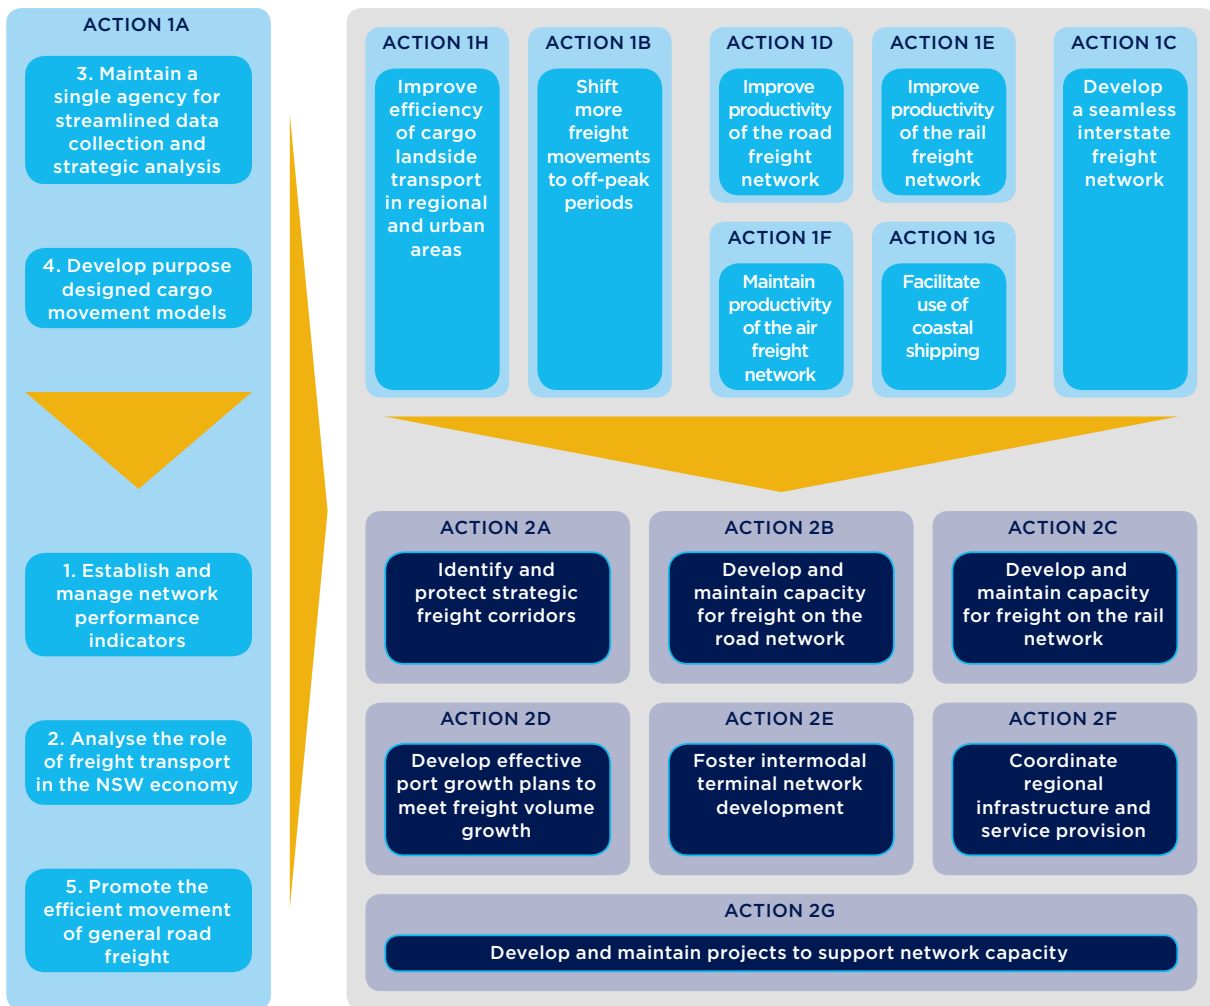 ACTION 1A
3. Maintain a
single agency for
streamlined data
collection and
strategic analysis
4. Develop purpose
designed cargo
movement models
1. Establish and
manage network
performance
indicators
2. Analyse the role
of freight transport
in the NSW economy
5. Promote the
efficient movement
of general road
freight
ACTION 1H
Improve
efficiency
of cargo
landside
transport
in regional
and urban
areas
ACTION 1B
Shift
more
freight
movements
to off-peak
periods
ACTION 1D
Improve
productivity
of the road
freight
network
ACTION 1E
Improve
productivity
of the rail
freight
network
ACTION 1F
Maintain
productivity
of the air
freight
network
ACTION 1G
Facilitate
use of
coastal
shipping
ACTION 1C
Develop
a seamless
interstate
freight
network
ACTION 2A
Identify and
protect strategic
freight corridors
ACTION 2B
Develop and
maintain capacity
for freight on the
road network
ACTION 2C
Develop and
maintain capacity
for freight on the rail
network
ACTION 2D
Develop effective
port growth plans to
meet freight volume
growth
ACTION 2E
Foster intermodal
terminal network
development
ACTION 2F
Coordinate
regional
infrastructure and
service provision
ACTION 2G
Develop and maintain projects to support network capacity